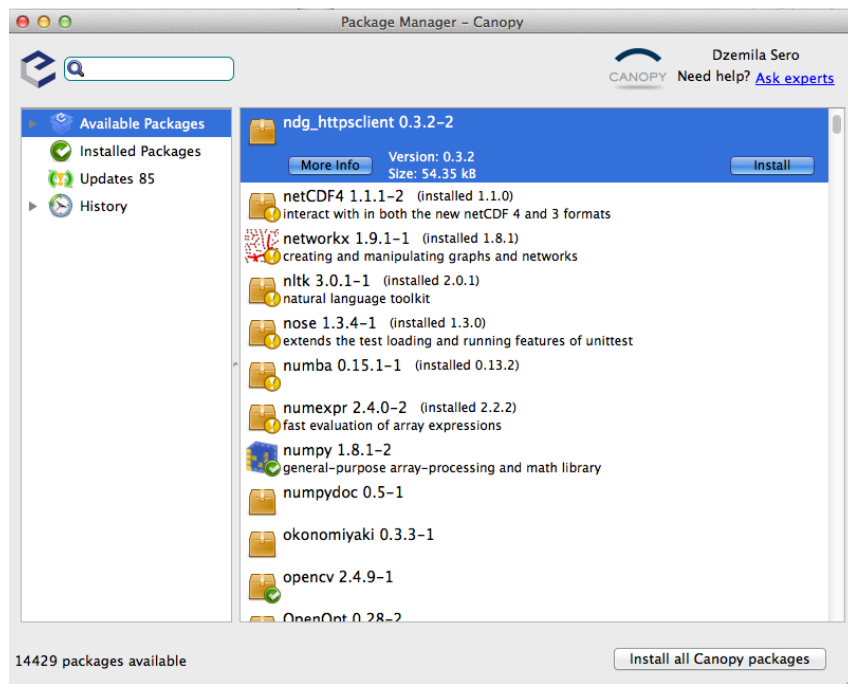 Package Manager - Canopy
CANOPY
Dzemila Sero
Need help? Ask experts
Available Packages
Installed Packages
Updates 85
History
ndg_httpsclient 0.3.2-2
More Info
Version: 0.3.2
Size: 54.35 kB
Install
netCDF4 1.1.1-2 (installed 1.1.0)
interact with in both the new netCDF 4 and 3 formats
networkx 1.9.1-1 (installed 1.8.1)
creating and manipulating graphs and networks
nltk 3.0.1-1 (installed 2.0.1)
natural language toolkit
nose 1.3.4-1 (installed 1.3.0)
extends the test loading and running features of unittest
numba 0.15.1-1 (installed 0.13.2)
numexpr 2.4.0-2 (installed 2.2.2)
fast evaluation of array expressions
numpy 1.8.1-2
general-purpose array-processing and math library
numpydoc 0.5-1
okonomiyaki 0.3.3-1
opencv 2.4.9-1
OpenOpt 0.28-2
14429 packages available
Install all Canopy packages